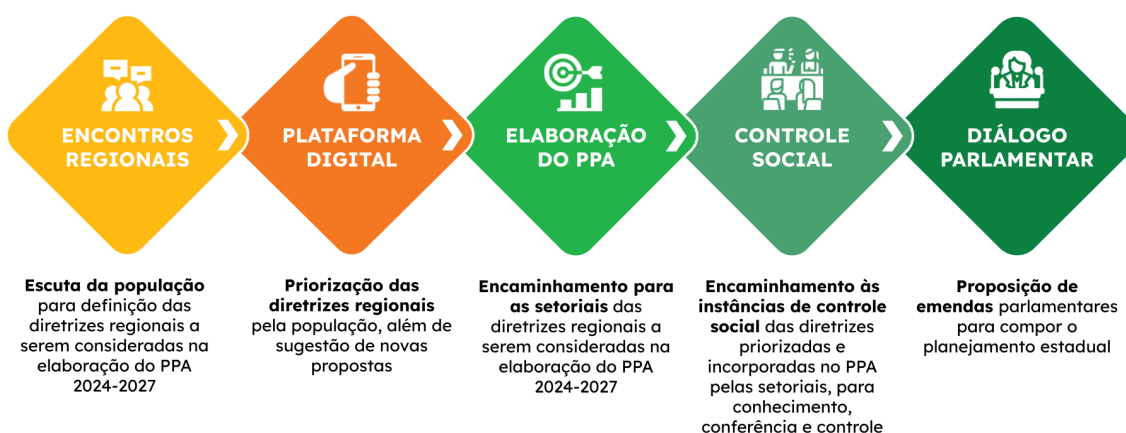 ENCONTROS
REGIONAIS
PLATAFORMA
DIGITAL
ELABORAÇÃO
DO PPA
CONTROLE
SOCIAL
DIÁLOGO
PARLAMENTAR
Escuta da população
para definição das
diretrizes regionais a
serem consideradas na
elaboração do PPA
2024-2027
Priorização das
diretrizes regionais
pela população, além de
sugestão de novas
propostas
Encaminhamento para
as setoriais das
diretrizes regionais a
serem consideradas na
elaboração do PPA
2024-2027
Encaminhamento às
instâncias de controle
social das diretrizes
priorizadas e
incorporadas no PPA
pelas setoriais, para
conhecimento,
conferência e controle
Proposição de
emendas parlamentares
para compor o
planejamento estadual